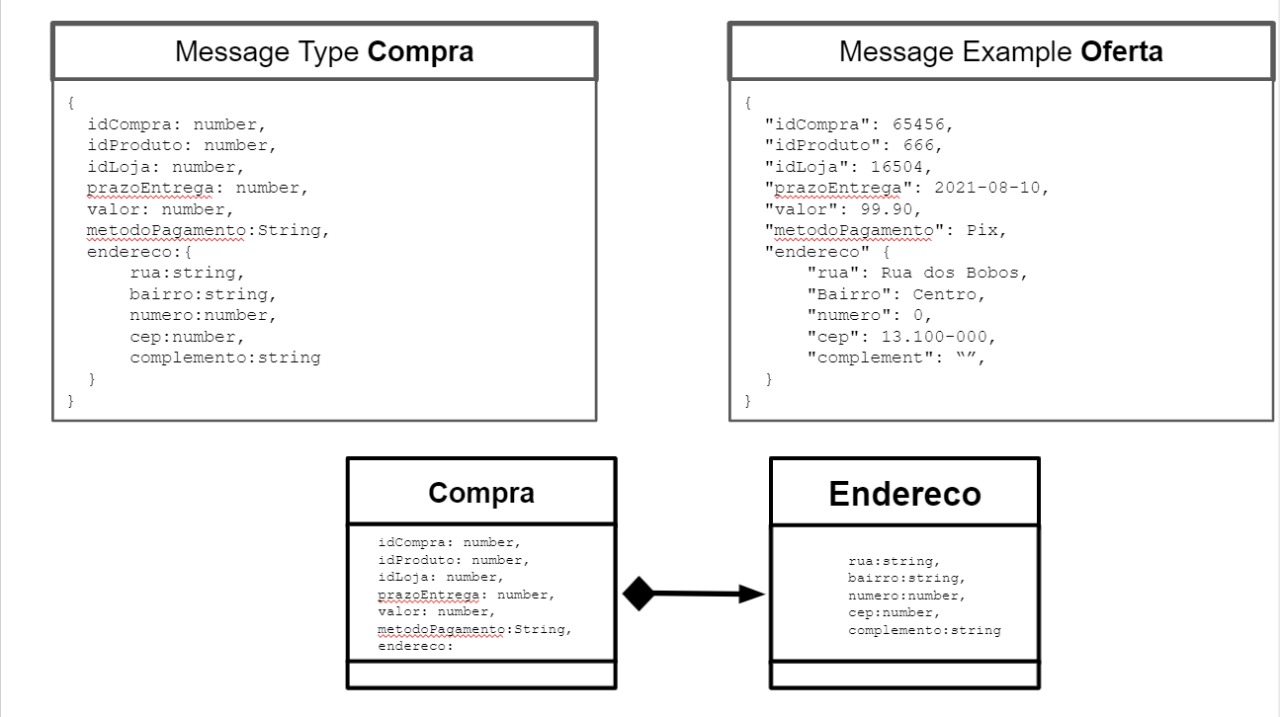 Message Type Compra
{
idCompra: number,
idProduto: number,
idLoja: number,
prazoEntrega: number,
valor: number,
metodoPagamento:String,
endereco:{
rua:string,
bairro:string,
numero:number,
cep:number,
complemento:string
}
}
Message Example Oferta
{
"idCompra": 65456,
"idProduto": 666,
"idLoja": 16504,
"prazoEntrega": 2021-08-10,
"valor": 99.90,
"metodoPagamento": Pix,
"endereco" {
"rua": Rua dos Bobos,
"Bairro": Centro,
"numero": 0,
"cep": 13.100-000,
"complement": “”,
}
}
Compra
idCompra: number,
idProduto: number,
idLoja: number,
prazoEntrega: number,
valor: number,
metodoPagamento:String,
endereco:
Endereco
rua:string,
bairro:string,
numero:number,
cep:number,
complemento:string